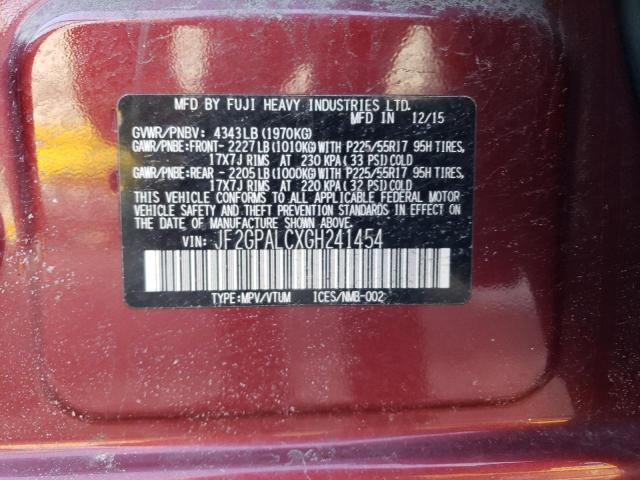 MFD BY FUJI HEAVY INDUSTRIES LTD.
MFD IN 12/15
GVWR/PNBV: 4343LB (1970KG)
GAWR/PNBE:FRONT- 2227LB (1010KG) WITH P225/55R17 95H TIRES,
17X7J RIMS AT 230 KPA (33 PSI) COLD
GAWR/PNBE:REAR - 2205LB (1000KG) WITH P225/55R17 95H TIRES,
17X7J RIMS AT 220 KPA (32 PSI) COLD
THIS VEHICLE CONFORMS TO ALL APPLICABLE FEDERAL MOTOR
VEHICLE SAFETY AND THEFT PREVENTION STANDARDS IN EFFECT ON
THE DATE OF MANUFACTURE SHOWN ABOVE.
VIN: JF2GPALCXGH241454
TYPE:MPV/VTUM ICES/NMB-002